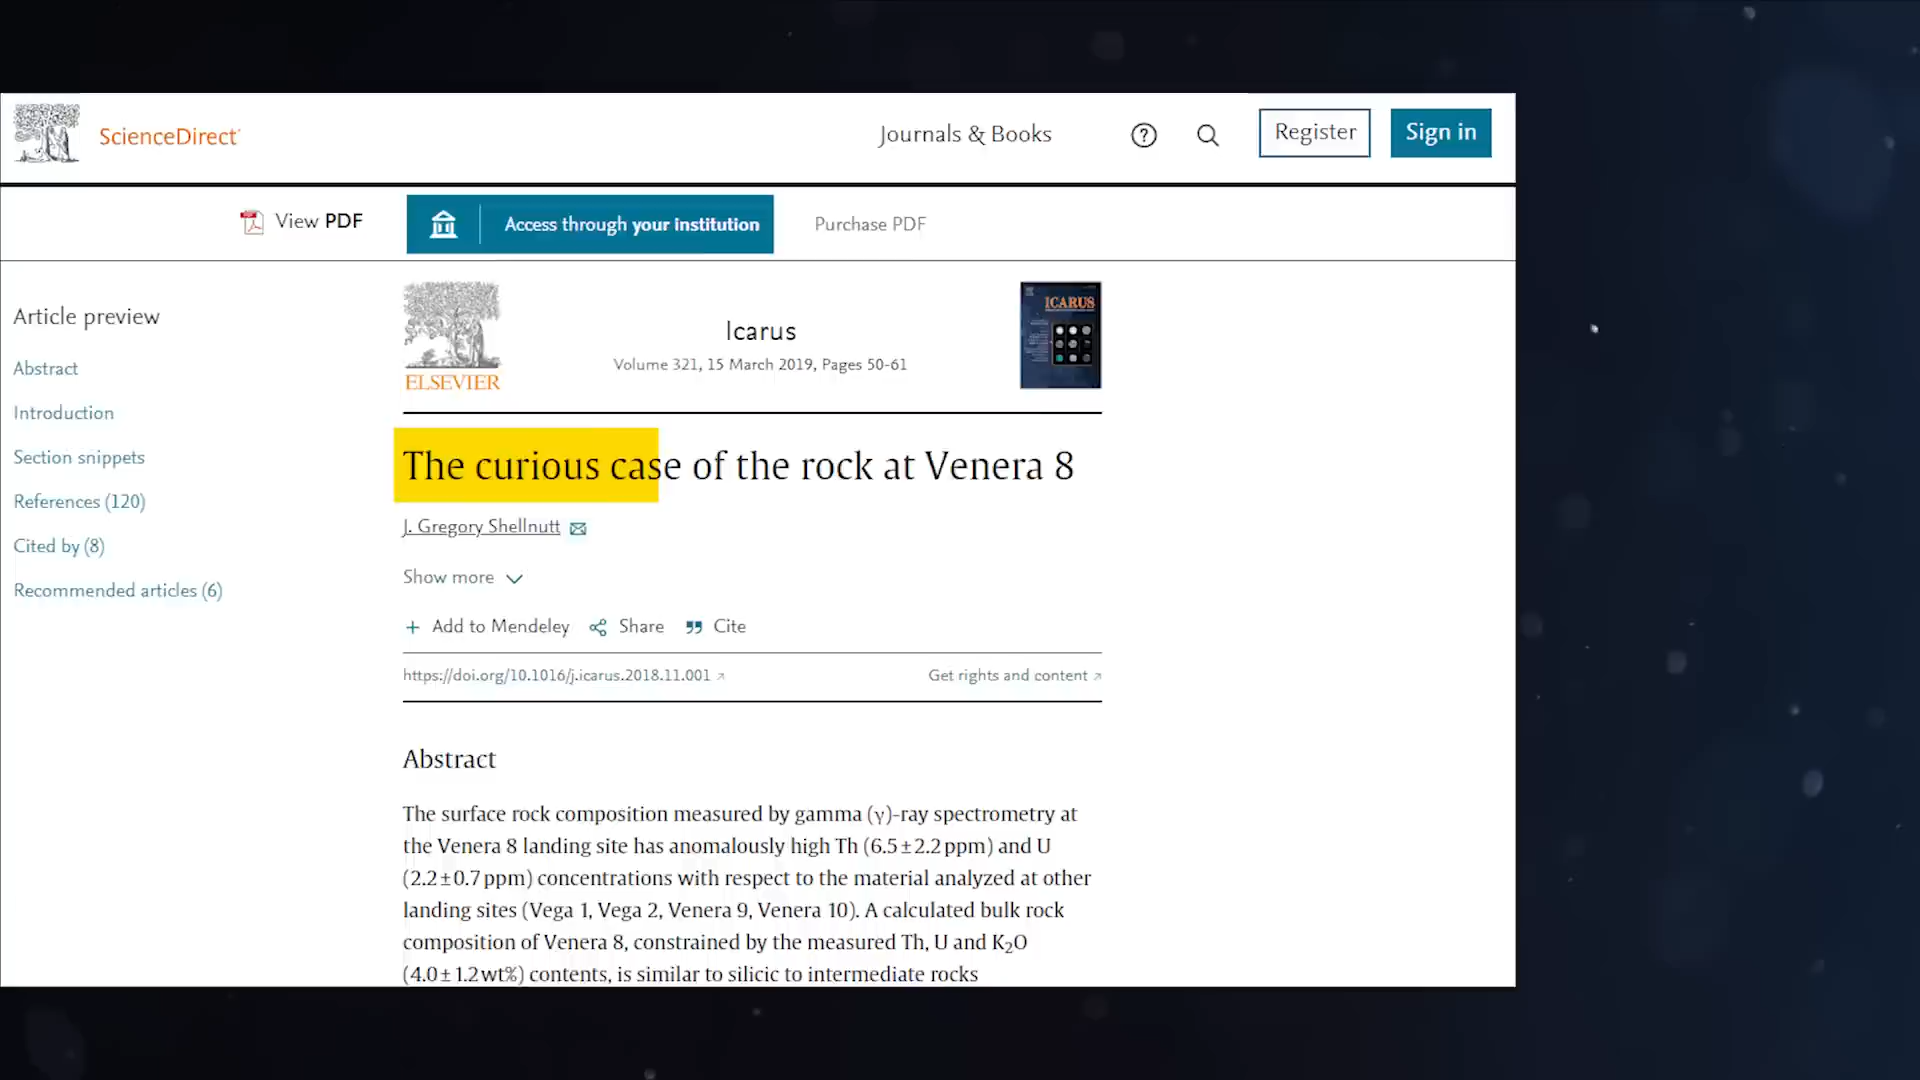 ScienceDirect
Journals & Books
?
Register
Sign in
View PDF
Access through your institution
Purchase PDF
Article preview
Abstract
Introduction
Section snippets
References (120)
Cited by (8)
Recommended articles (6)
ELSEVIER
Icarus
Volume 321, 15 March 2019, Pages 50-61
ICARUS
The curious case of the rock at Venera 8
J. Gregory Shellnutt
Show more
+ Add to Mendeley
Share
Cite
https://doi.org/10.1016/j.icarus.2018.11.001
Get rights and content
Abstract
The surface rock composition measured by gamma (γ)-ray spectrometry at
the Venera 8 landing site has anomalously high Th (6.5 ± 2.2 ppm) and U
(2.2 ± 0.7 ppm) concentrations with respect to the material analyzed at other
landing sites (Vega 1, Vega 2, Venera 9, Venera 10). A calculated bulk rock
composition of Venera 8, constrained by the measured Th, U and K₂O
(4.0 ± 1.2 wt%) contents, is similar to silicic to intermediate rocks